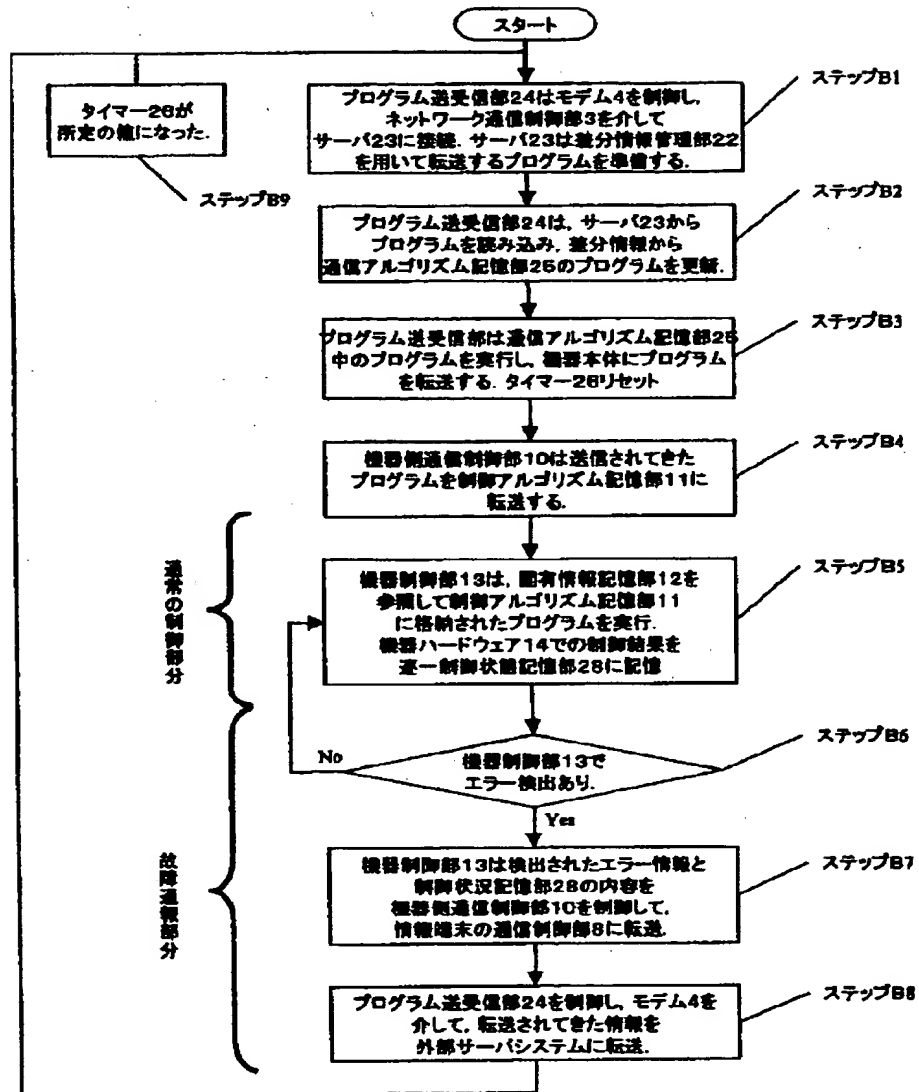 スタート
ステップB1
プログラム送受信部24はモデム4を制御し,
ネットワーク通信制御部3を介して
サーバ23に接続. サーバ23は差分情報管理部22
を用いて転送するプログラムを準備する.
タイマー26が
所定の値になった.
ステップB9
ステップB2
プログラム送受信部24は, サーバ23から
プログラムを読み込み, 差分情報から
通信アルゴリズム記憶部25のプログラムを更新.
ステップB3
プログラム送受信部は通信アルゴリズム記憶部25
中のプログラムを実行し, 機器本体にプログラム
を転送する. タイマー26リセット
ステップB4
機器側通信制御部10は送信されてきた
プログラムを制御アルゴリズム記憶部11に
転送する.
通常の制御部分
ステップB5
機器制御部13は, 固有情報記憶部12を
参照して制御アルゴリズム記憶部11
に格納されたプログラムを実行.
機器ハードウェア14での制御結果を
逐一制御状態記憶部28に記憶
ステップB6
No
機器制御部13で
エラー検出あり.
Yes
故障通報部分
ステップB7
機器制御部13は検出されたエラー情報と
制御状況記憶部28の内容を
機器側通信制御部10を制御して,
情報端末の通信制御部8に転送.
ステップB8
プログラム送受信部24を制御し, モデム4を
介して, 転送されてきた情報を
外部サーバシステムに転送.